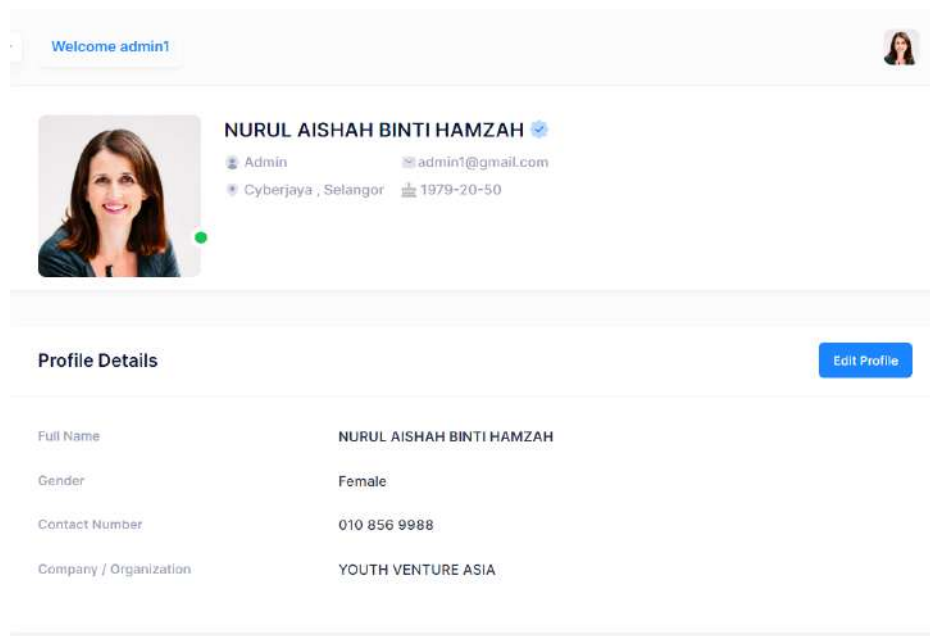 Welcome admin1
NURUL AISHAH BINTI HAMZAH
Admin admin1@gmail.com
Cyberjaya , Selangor 1979-20-50
Profile Details Edit Profile
Full Name NURUL AISHAH BINTI HAMZAH
Gender Female
Contact Number 010 856 9988
Company / Organization YOUTH VENTURE ASIA